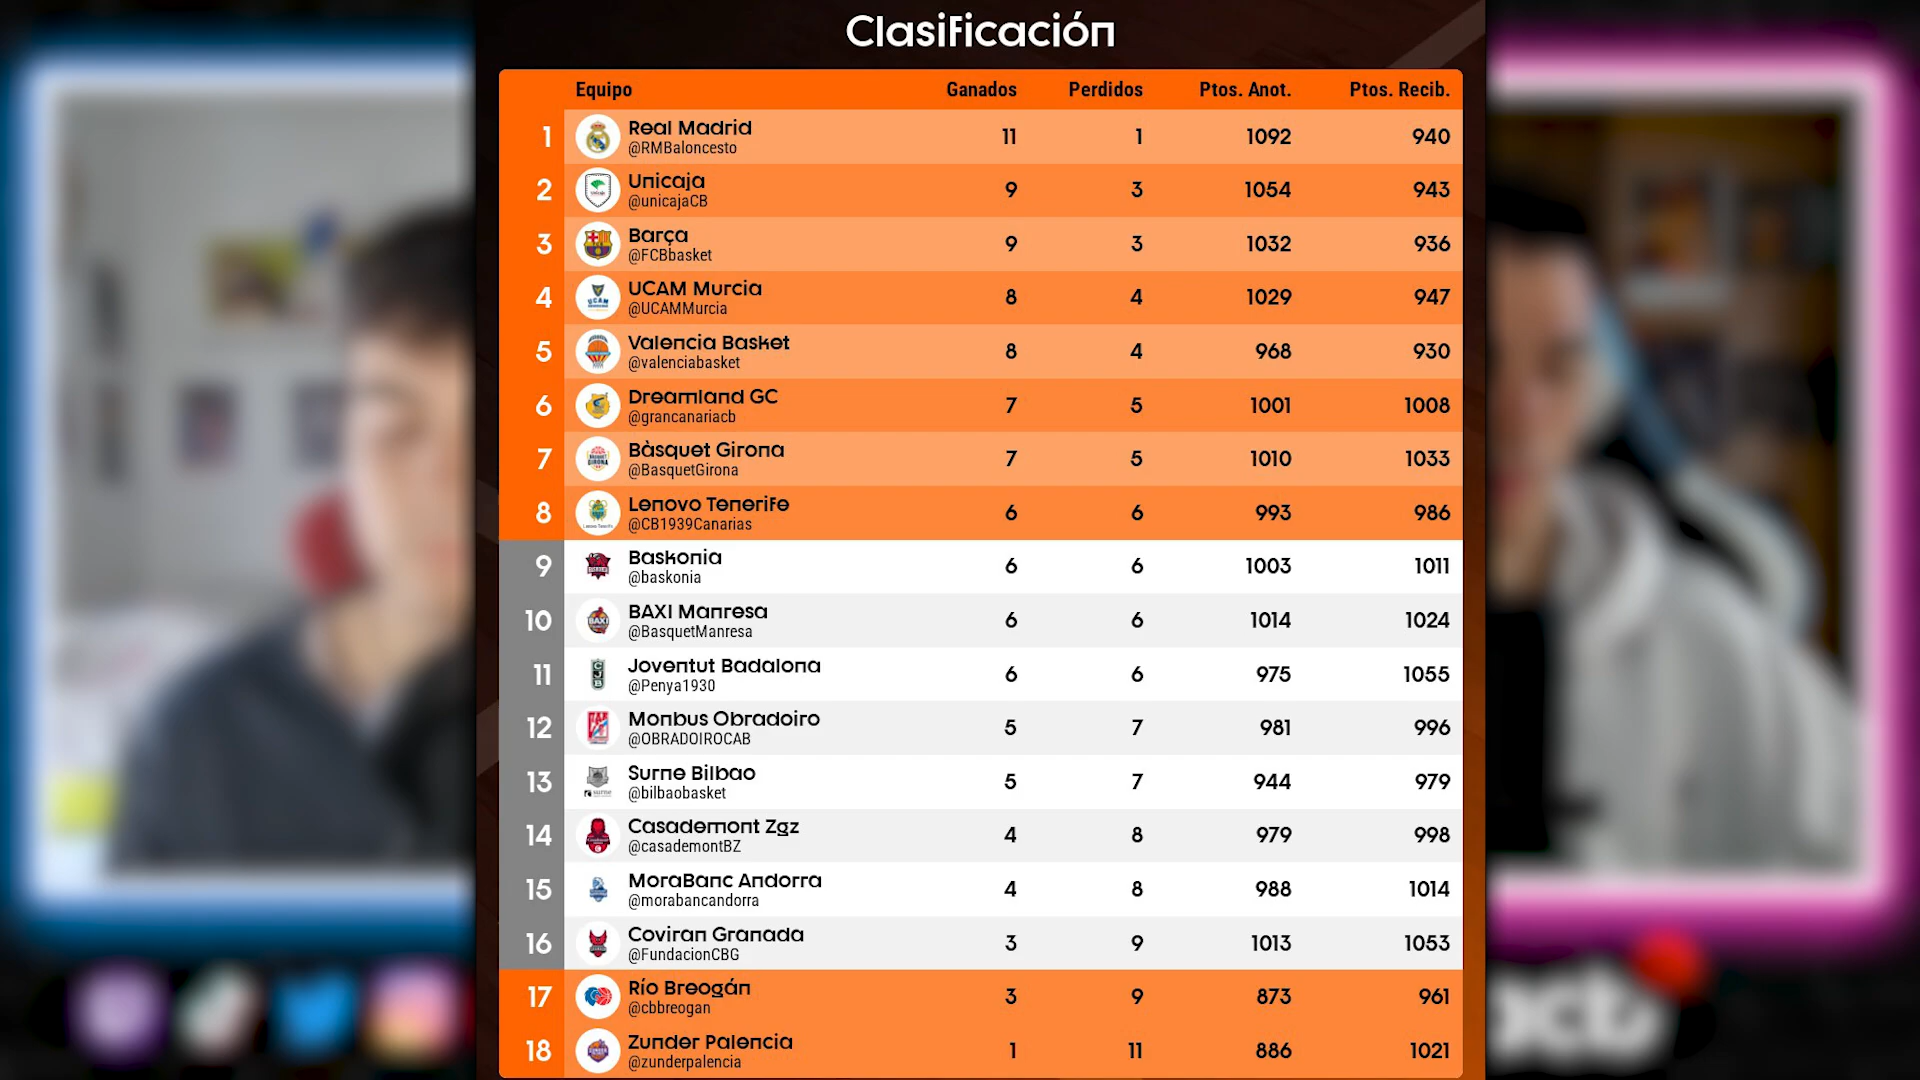 Clasificación
Equipo Ganados Perdidos Ptos. Anot. Ptos. Recib.
1 Real Madrid 11 1 1092 940
@RMBaloncesto
2 Unicaja 9 3 1054 943
@unicajaCB
3 Barça 9 3 1032 936
@FCBbasket
4 UCAM Murcia 8 4 1029 947
@UCAMMurcia
5 Valencia Basket 8 4 968 930
@valenciabasket
6 Dreamland GC 7 5 1001 1008
@grancanariacb
7 Bàsquet Girona 7 5 1010 1033
@BasquetGirona
8 Lenovo Tenerife 6 6 993 986
@CB1939Canarias
9 Baskonia 6 6 1003 1011
@baskonia
10 BAXI Manresa 6 6 1014 1024
@BasquetManresa
11 Joventut Badalona 6 6 975 1055
@Penya1930
12 Monbus Obradoiro 5 7 981 996
@OBRADOIROCAB
13 Surne Bilbao 5 7 944 979
@bilbaobasket
14 Casademont Zgz 4 8 979 998
@casademontBZ
15 MoraBanc Andorra 4 8 988 1014
@morabancandorra
16 Coviran Granada 3 9 1013 1053
@FundacionCBG
17 Río Breogán 3 9 873 961
@cbbreogan
18 Zunder Palencia 1 11 886 1021
@zunderpalencia